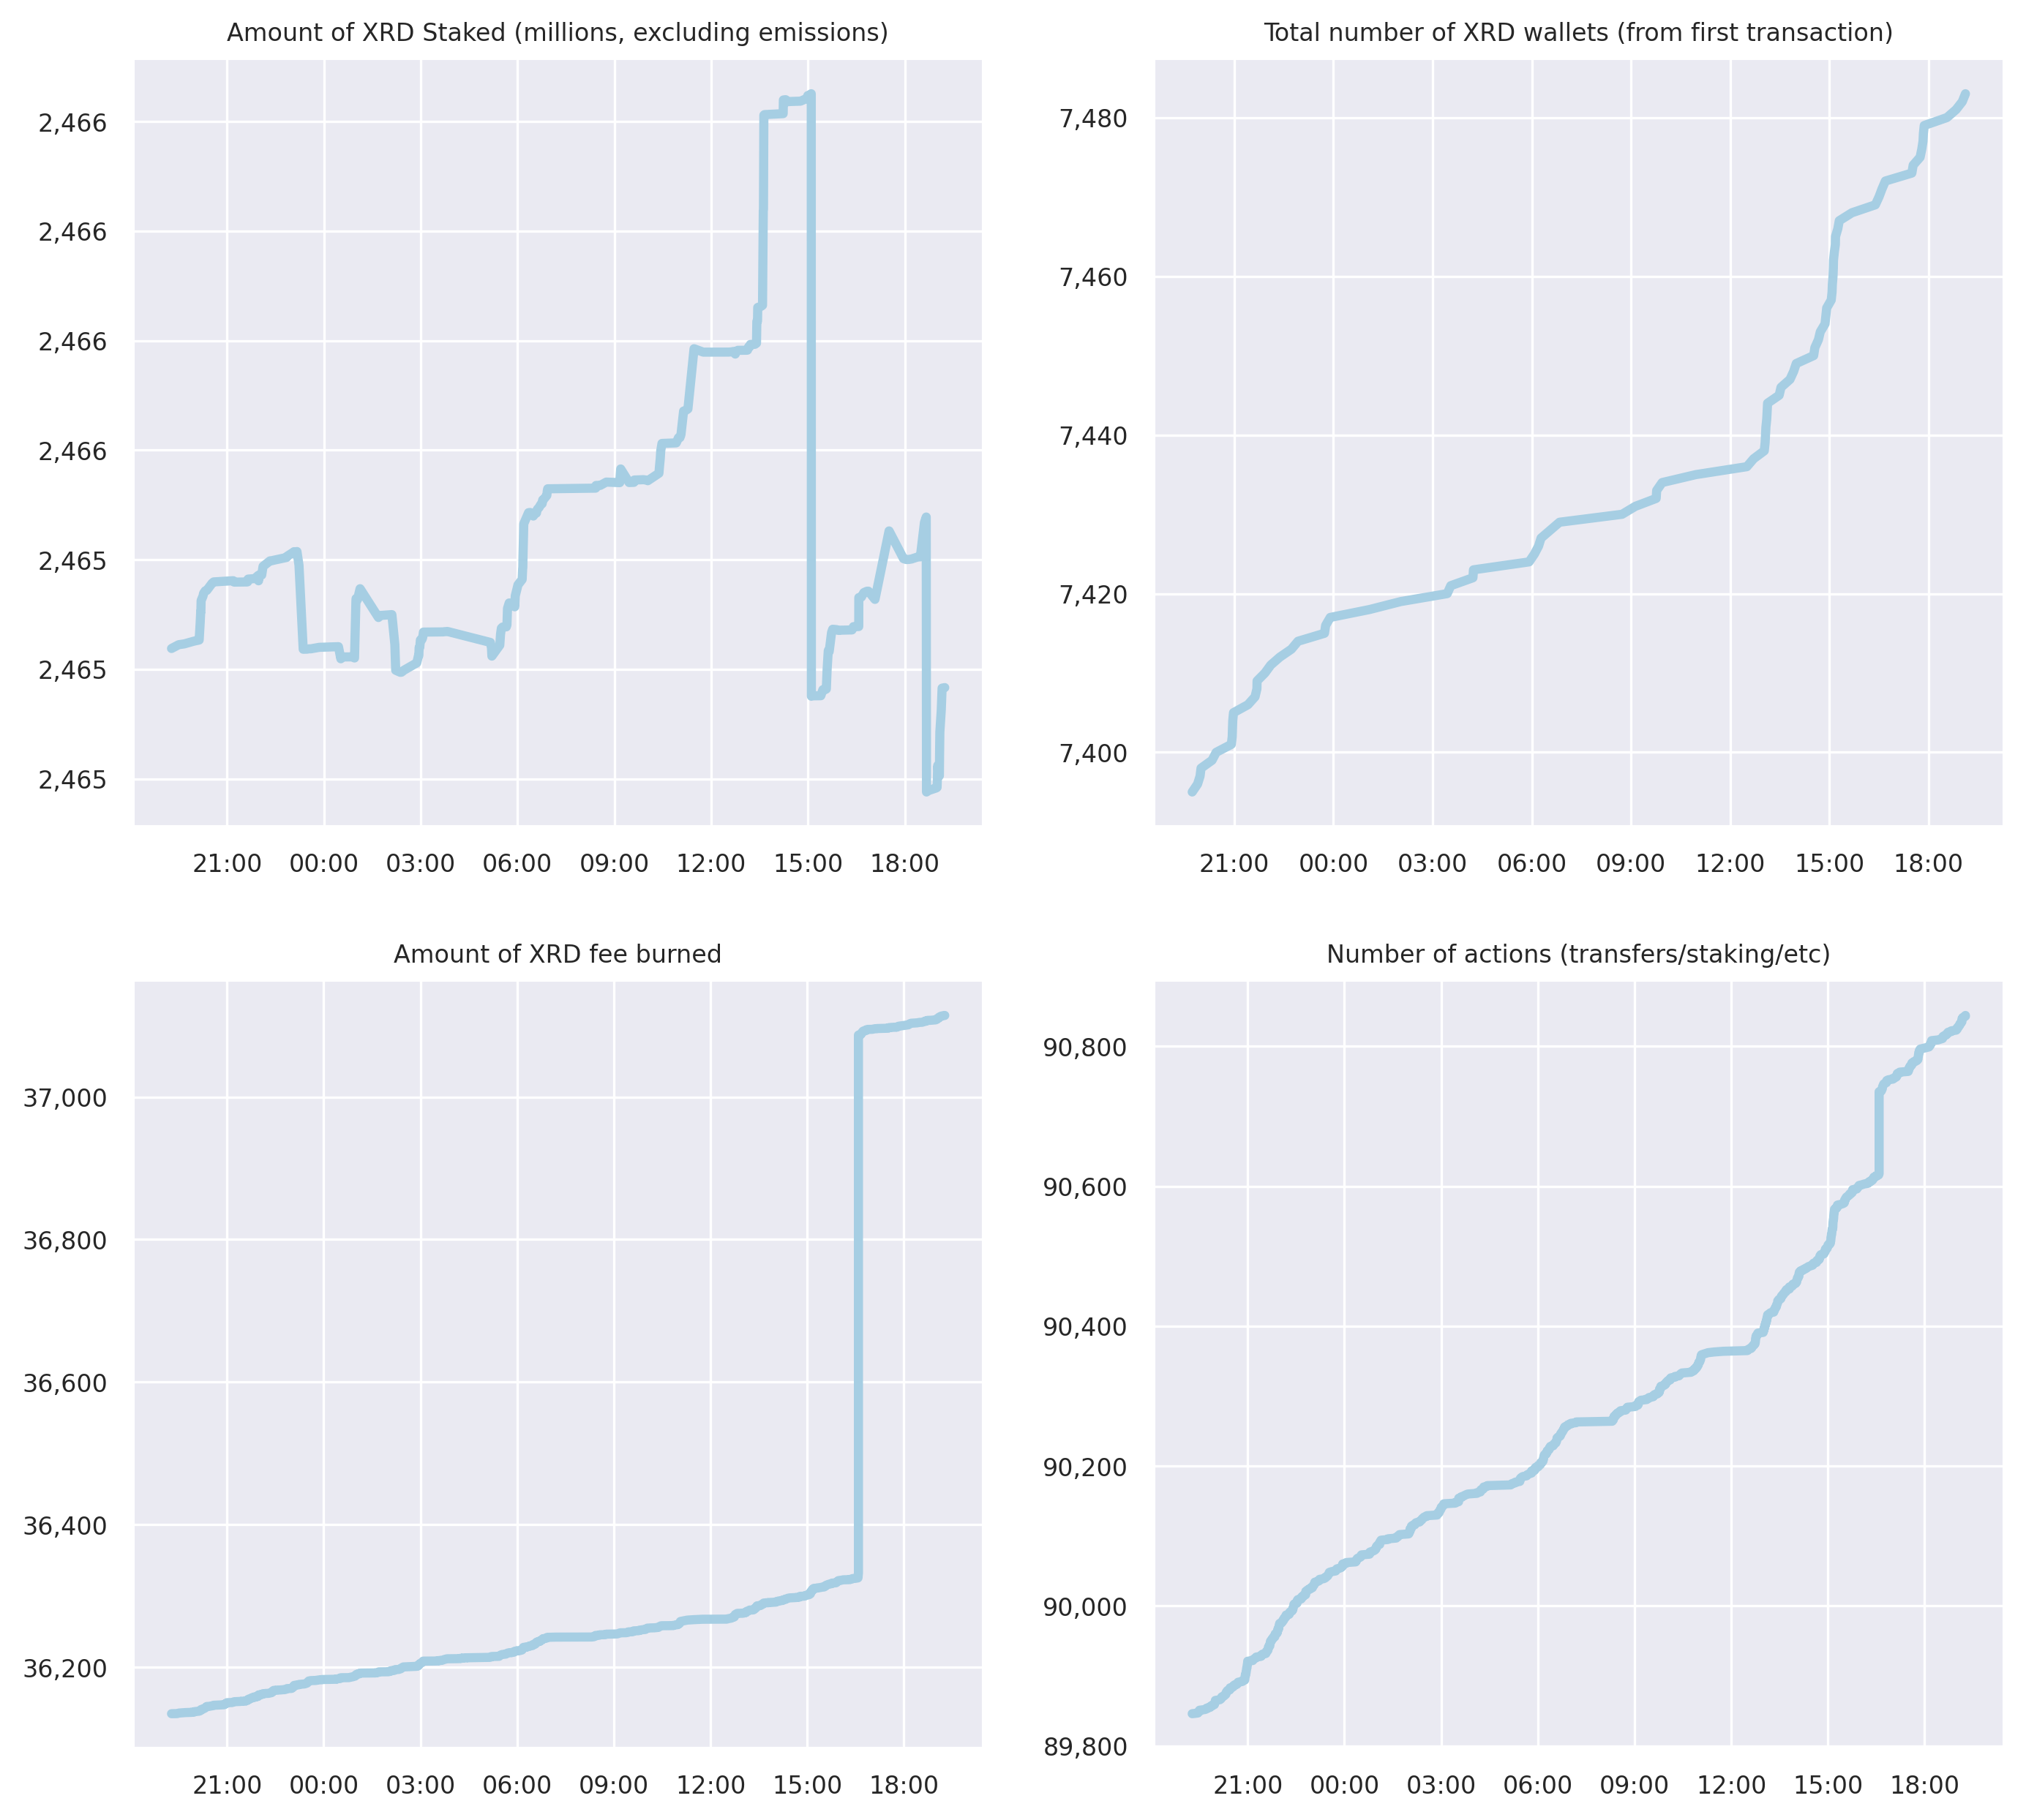 Amount of XRD Staked (millions, excluding emissions)
2,466
2,466
2,466
2,466
2,465
2,465
2,465
21:00 00:00 03:00 06:00 09:00 12:00 15:00 18:00
Total number of XRD wallets (from first transaction)
7,480
7,460
7,440
7,420
7,400
21:00 00:00 03:00 06:00 09:00 12:00 15:00 18:00
Amount of XRD fee burned
37,000
36,800
36,600
36,400
36,200
21:00 00:00 03:00 06:00 09:00 12:00 15:00 18:00
Number of actions (transfers/staking/etc)
90,800
90,600
90,400
90,200
90,000
89,800
21:00 00:00 03:00 06:00 09:00 12:00 15:00 18:00